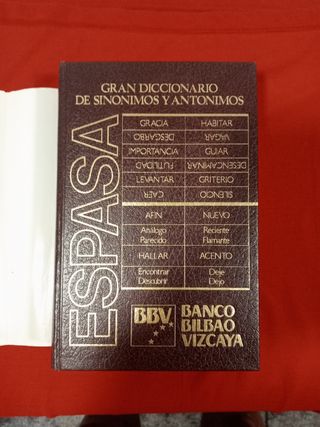 GRAN DICCIONARIO
DE SINONIMOS Y ANTONIMOS
ESPASA
GRACIA HABITAR
DESGARBO VAGAR
IMPORTANCIA GUIAR
FUTILIDAD DESENCAMINAR
LEVANTAR GRITERIO
CAER SILENCIO
AFIN NUEVO
Análogo Reciente
Parecido Flamante
HALLAR ACENTO
Encontrar Deje
Descubrir Dejo
BBV BANCO
BILBAO
VIZCAYA